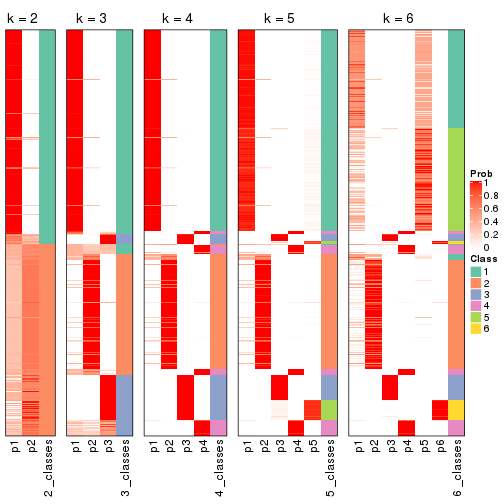 k = 2
k = 3
k = 4
k = 5
k = 6
Prob
1
0.8
0.6
0.4
0.2
0
Class
1
2
3
4
5
6
p1
p2
2_classes
p1
p2
p3
3_classes
p1
p2
p3
p4
4_classes
p1
p2
p3
p4
p5
5_classes
p1
p2
p3
p4
p5
p6
6_classes